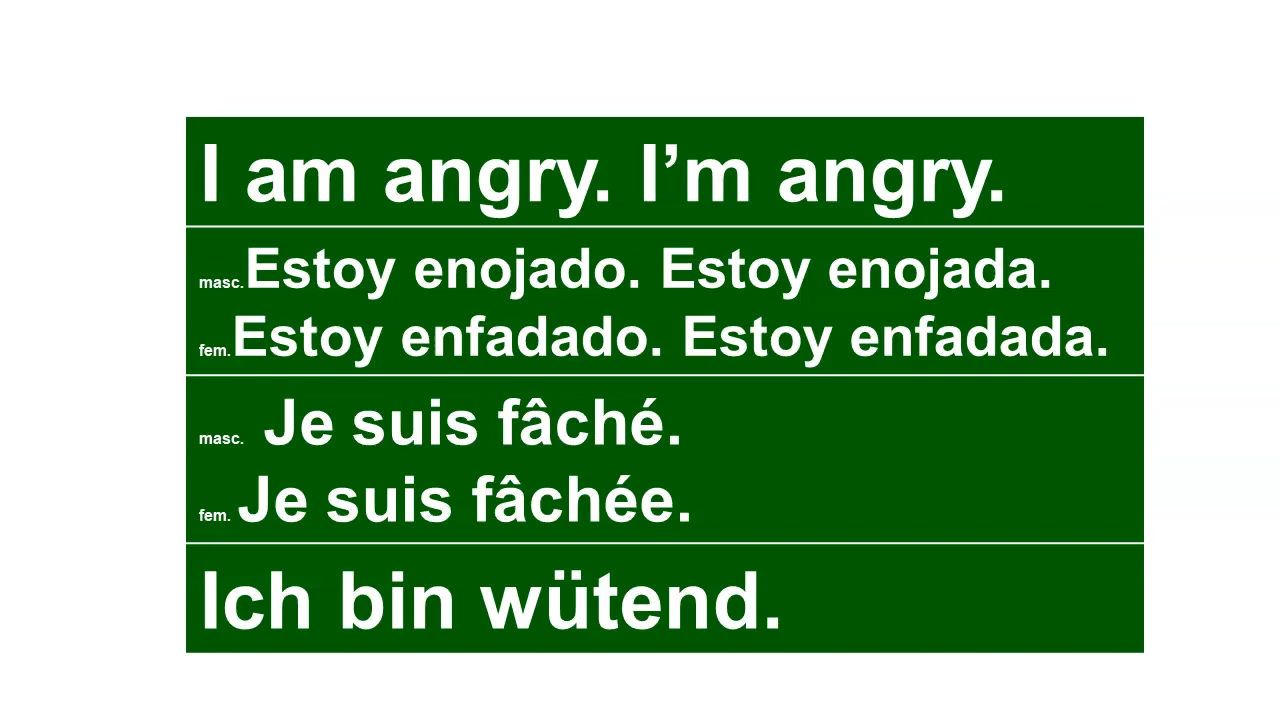 I am angry. I’m angry.
masc. Estoy enojado. Estoy enojada.
fem. Estoy enfadado. Estoy enfadada.
masc. Je suis fâché.
fem. Je suis fâchée.
Ich bin wütend.